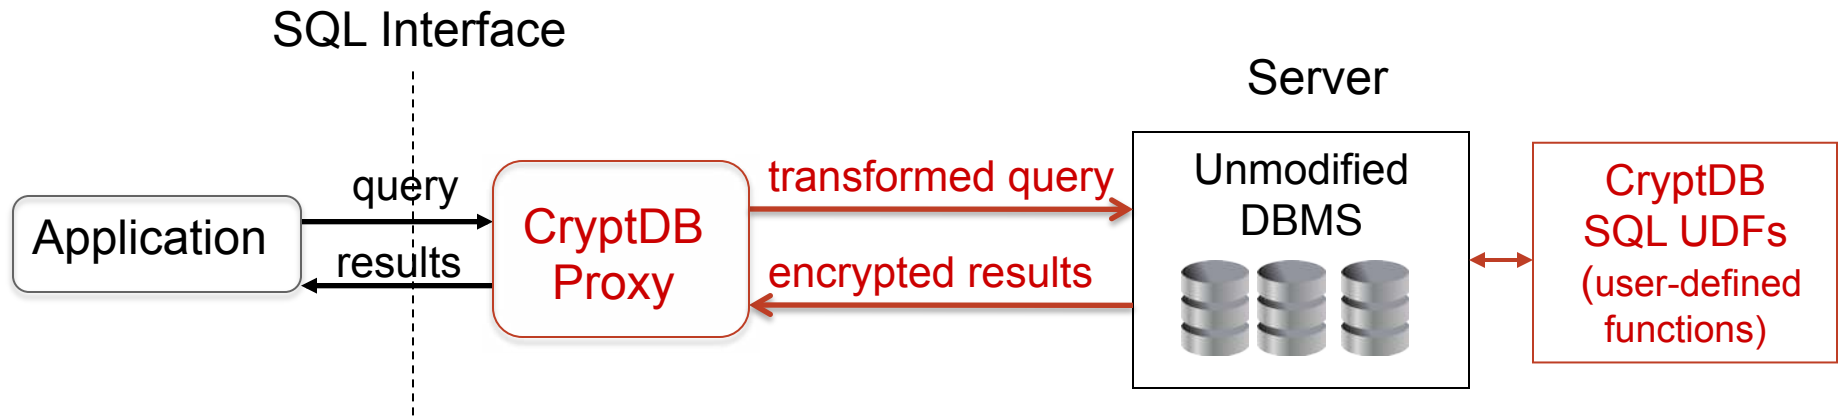 SQL Interface
Server
Application
query
results
CryptDB
Proxy
transformed query
encrypted results
Unmodified
DBMS
CryptDB
SQL UDFs
(user-defined
functions)